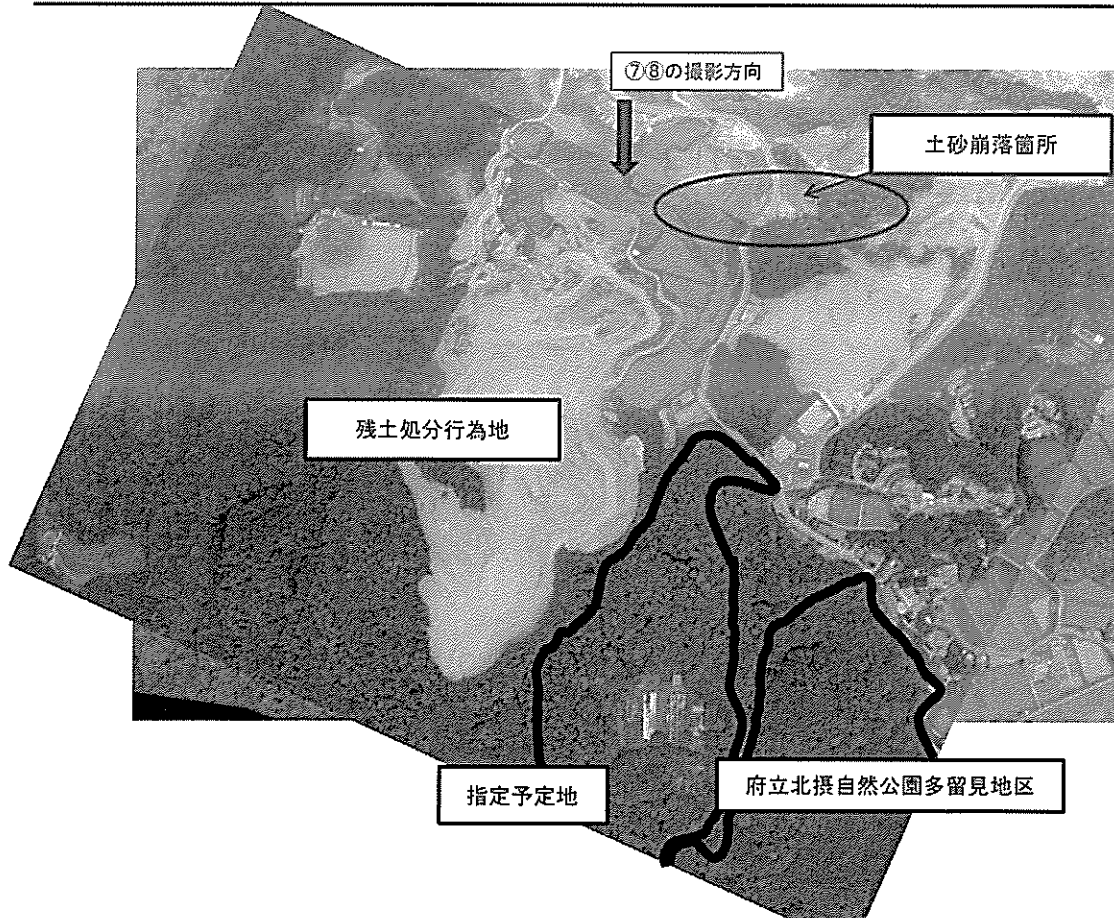 ⑦⑧の撮影方向
土砂崩落箇所
残土処分行為地
指定予定地
府立北摂自然公園多留見地区